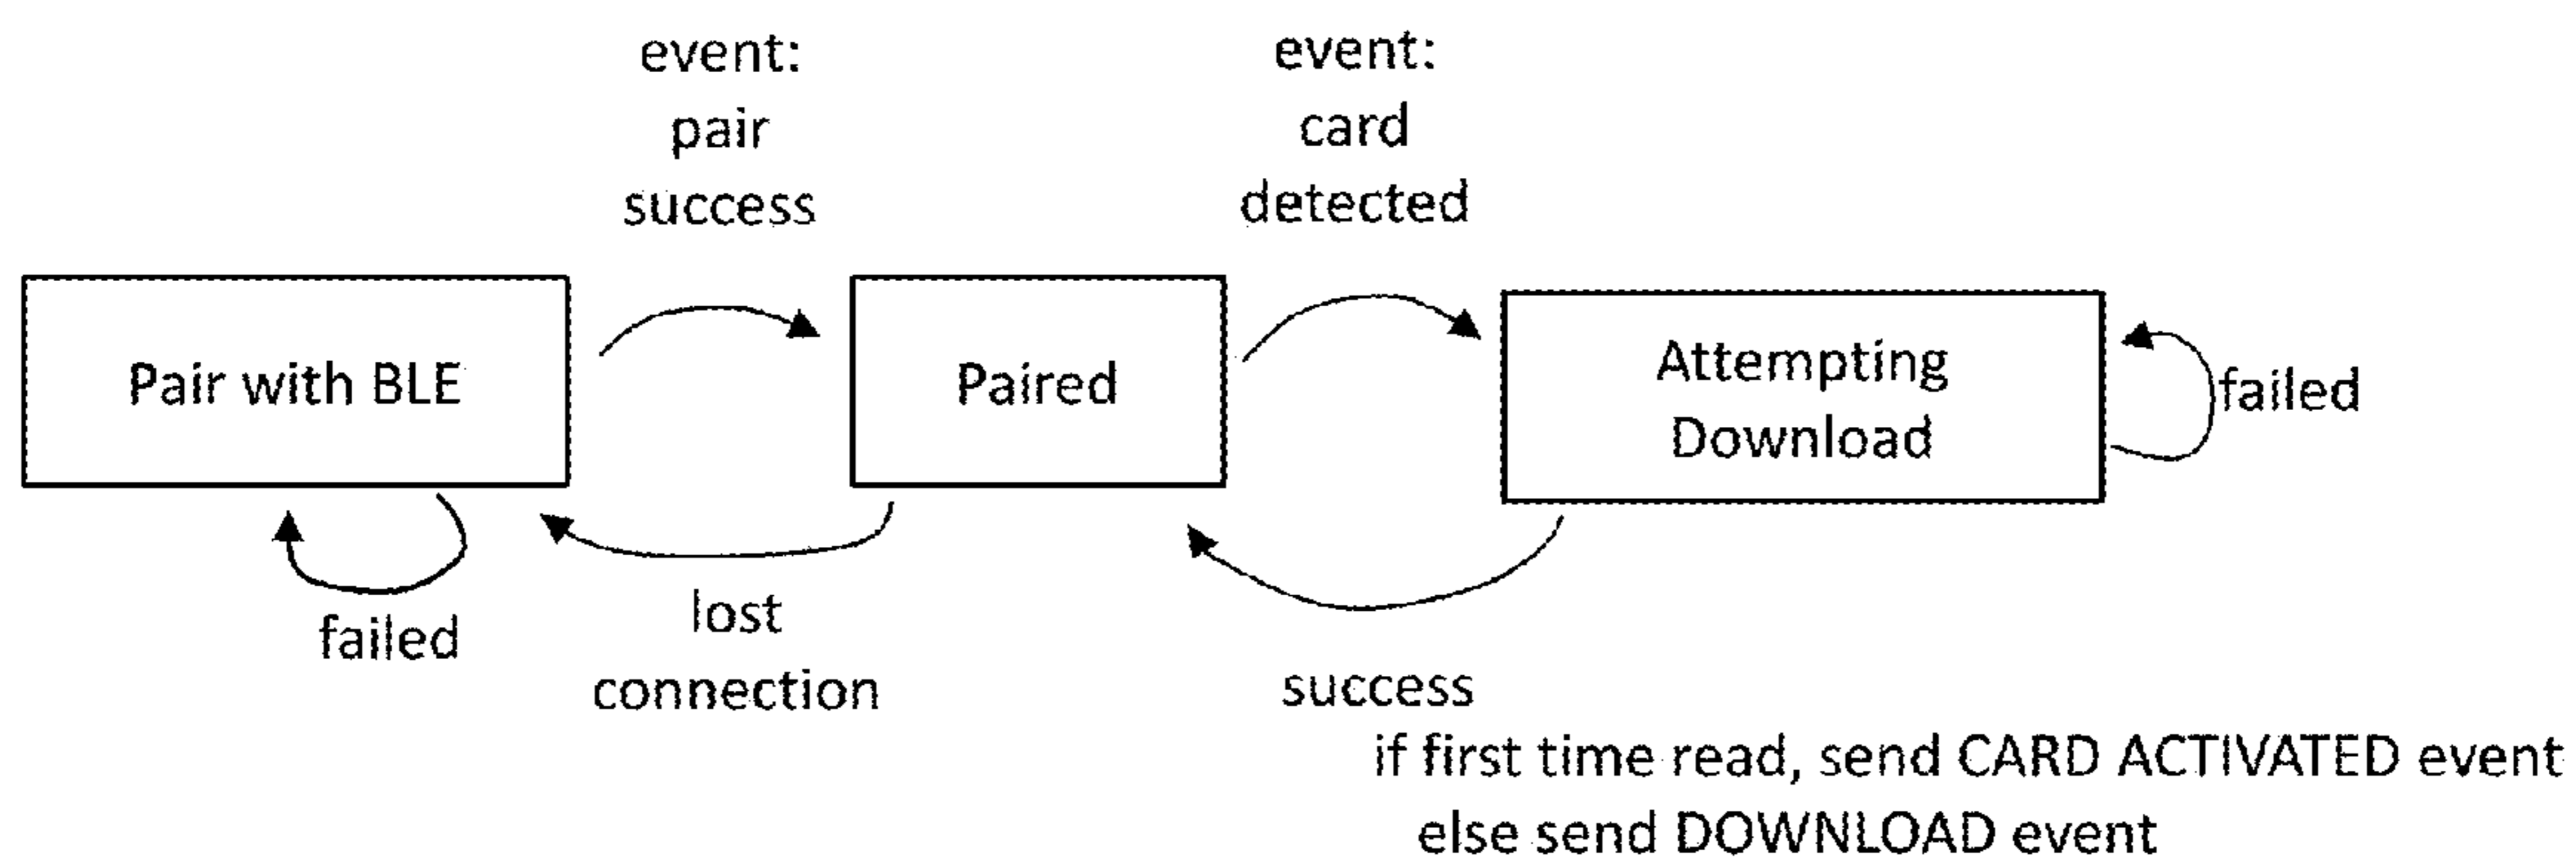 event:
pair
success
event:
card
detected
Pair with BLE
Paired
Attempting
Download
failed
failed
lost
connection
success
if first time read, send CARD ACTIVATED event
else send DOWNLOAD event